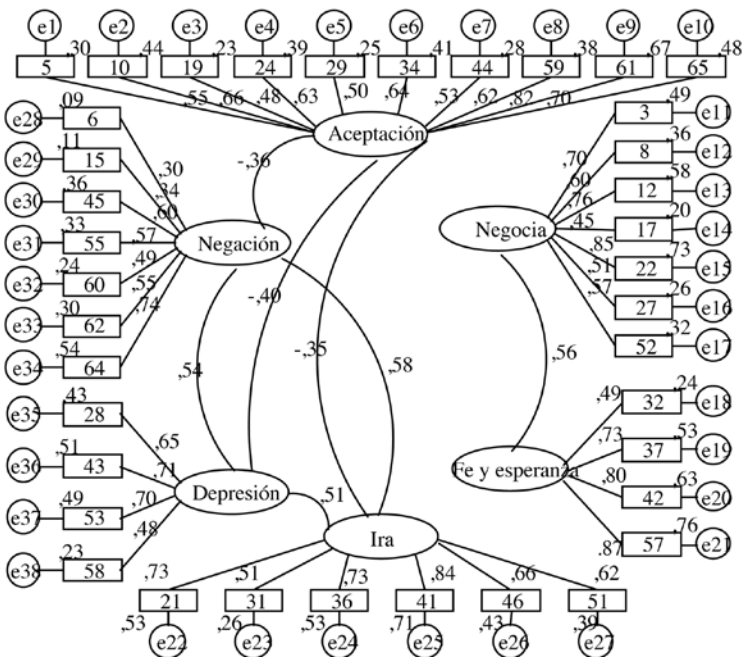 e1 e2 e3 e4 e5 e6 e7 e8 e9 e10
,30 ,44 ,23 ,39 ,25 ,41 ,28 ,38 ,67 ,48
5 10 19 24 29 34 44 59 61 65
,55 ,66 ,48 ,63 ,50 ,64 ,53 ,62 ,82 ,70
Aceptación
,09
e28 6 ,30
,11
e29 15 ,34
,36
e30 45 ,60
,33
e31 55 ,57
,24
e32 60 ,49
,30
e33 62 ,55
,54
e34 64 ,74
Negación
-,36
-,40
-,35
,54
,58
,49
,70 3 e11
,36
,60 8 e12
,58
,76 12 e13
,20
,45 17 e14
,73
,85 22 e15
,26
,51 27 e16
,32
,57 52 e17
Negocia
,56
,43
e35 28 ,65
,51
e36 43 ,71
,49
e37 53 ,70
,23
e38 58 ,48
Depresión
,51
Fe y esperanza
,24
,49 32 e18
,53
,73 37 e19
,63
,80 42 e20
,76
,87 57 e21
Ira
,73 ,51 ,73 ,84 ,66 ,62
21 31 36 41 46 51
,53 ,26 ,53 ,71 ,43 ,39
e22 e23 e24 e25 e26 e27